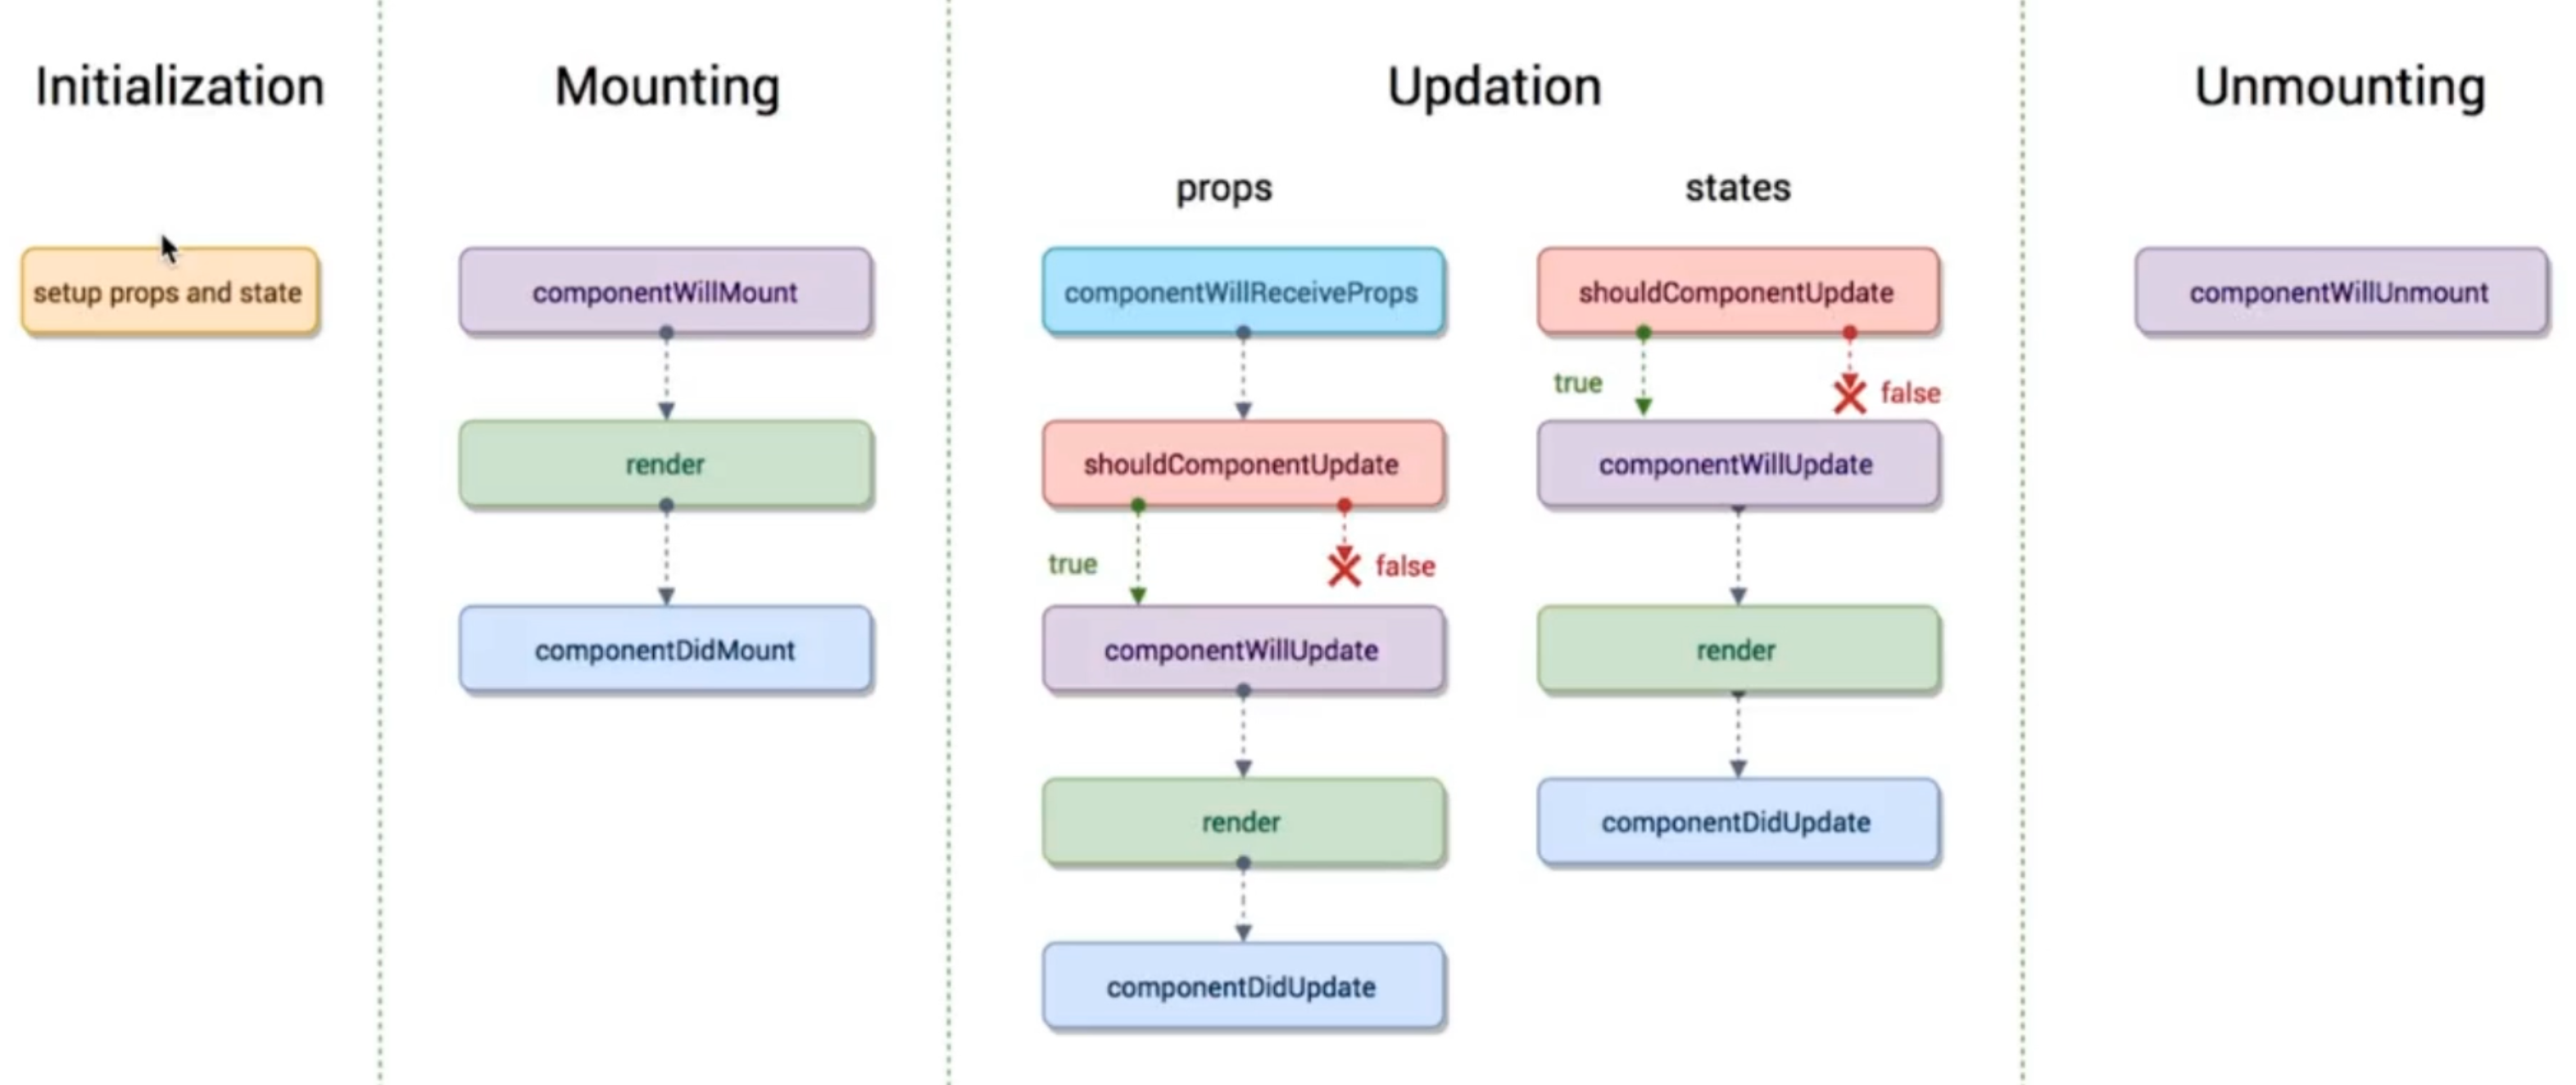 Initialization
Mounting
Updation
Unmounting
props
states
setup props and state
componentWillMount
render
componentDidMount
componentWillReceiveProps
shouldComponentUpdate
true
false
componentWillUpdate
render
componentDidUpdate
shouldComponentUpdate
true
false
componentWillUpdate
render
componentDidUpdate
componentWillUnmount